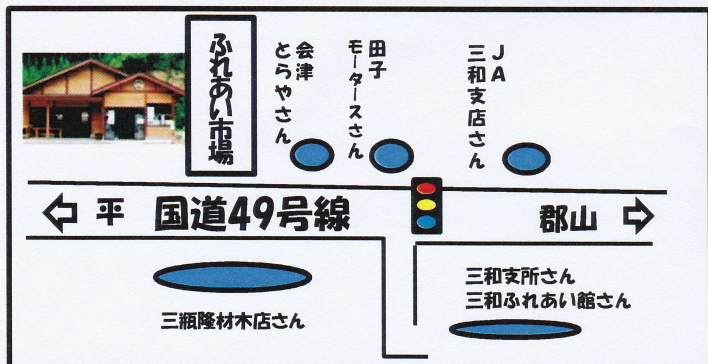 ふれあい市場
会津
とらやさん
田子
モータースさん
JA
三和支店さん
平
国道49号線
郡山
三瓶隆材木店さん
三和支所さん
三和ふれあい館さん